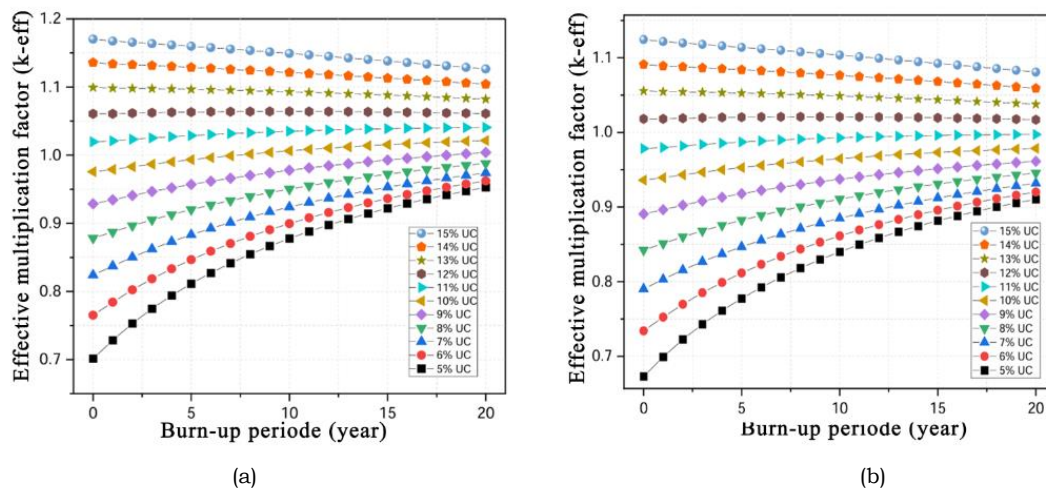 1.2
1.1
1.0
0.9
0.8
0.7
Effective multiplication factor (k-eff)
15% UC
14% UC
13% UC
12% UC
11% UC
10% UC
9% UC
8% UC
7% UC
6% UC
5% UC
0 5 10 15 20
Burn-up periode (year)
(a)
1.1
1.0
0.9
0.8
0.7
Effective multiplication factor (k-eff)
15% UC
14% UC
13% UC
12% UC
11% UC
10% UC
9% UC
8% UC
7% UC
6% UC
5% UC
0 5 10 15 20
Burn-up periode (year)
(b)